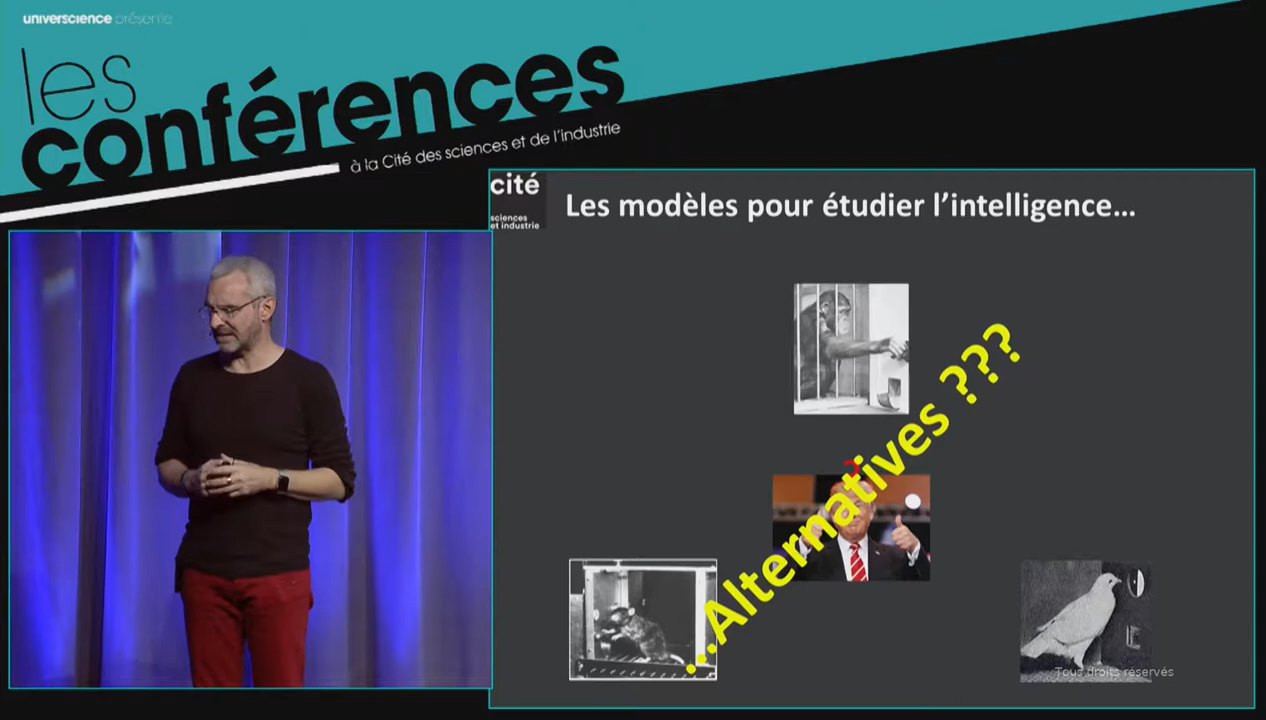 universcience présente
les
conférences
à la Cité des sciences et de l'industrie
cité
sciences
et industrie
Les modèles pour étudier l'intelligence...
...Alternatives ???
?
Tous droits réservés